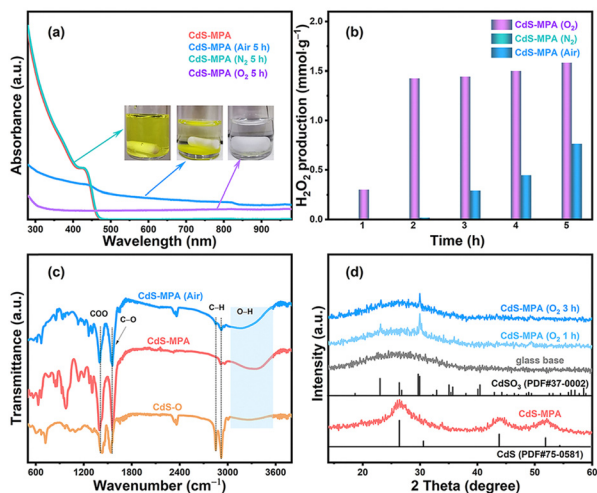 (a)
CdS-MPA
CdS-MPA (Air 5 h)
CdS-MPA (N₂ 5 h)
CdS-MPA (O₂ 5 h)
Absorbance (a.u.)
300 400 500 600 700 800 900
Wavelength (nm)
(b)
CdS-MPA (O₂)
CdS-MPA (N₂)
CdS-MPA (Air)
H₂O₂ production (mmol·g⁻¹)
2.0
1.5
1.0
0.5
0.0
1 2 3 4 5
Time (h)
(c)
CdS-MPA (Air)
COO
C–O
C–H
O–H
CdS-MPA
CdS-O
Transmittance (a.u.)
600 1200 1800 2400 3000 3600
Wavenumber (cm⁻¹)
(d)
CdS-MPA (O₂ 3 h)
CdS-MPA (O₂ 1 h)
glass base
CdSO₃ (PDF#37-0002)
CdS-MPA
CdS (PDF#75-0581)
Intensity (a.u.)
20 30 40 50 60
2 Theta (degree)